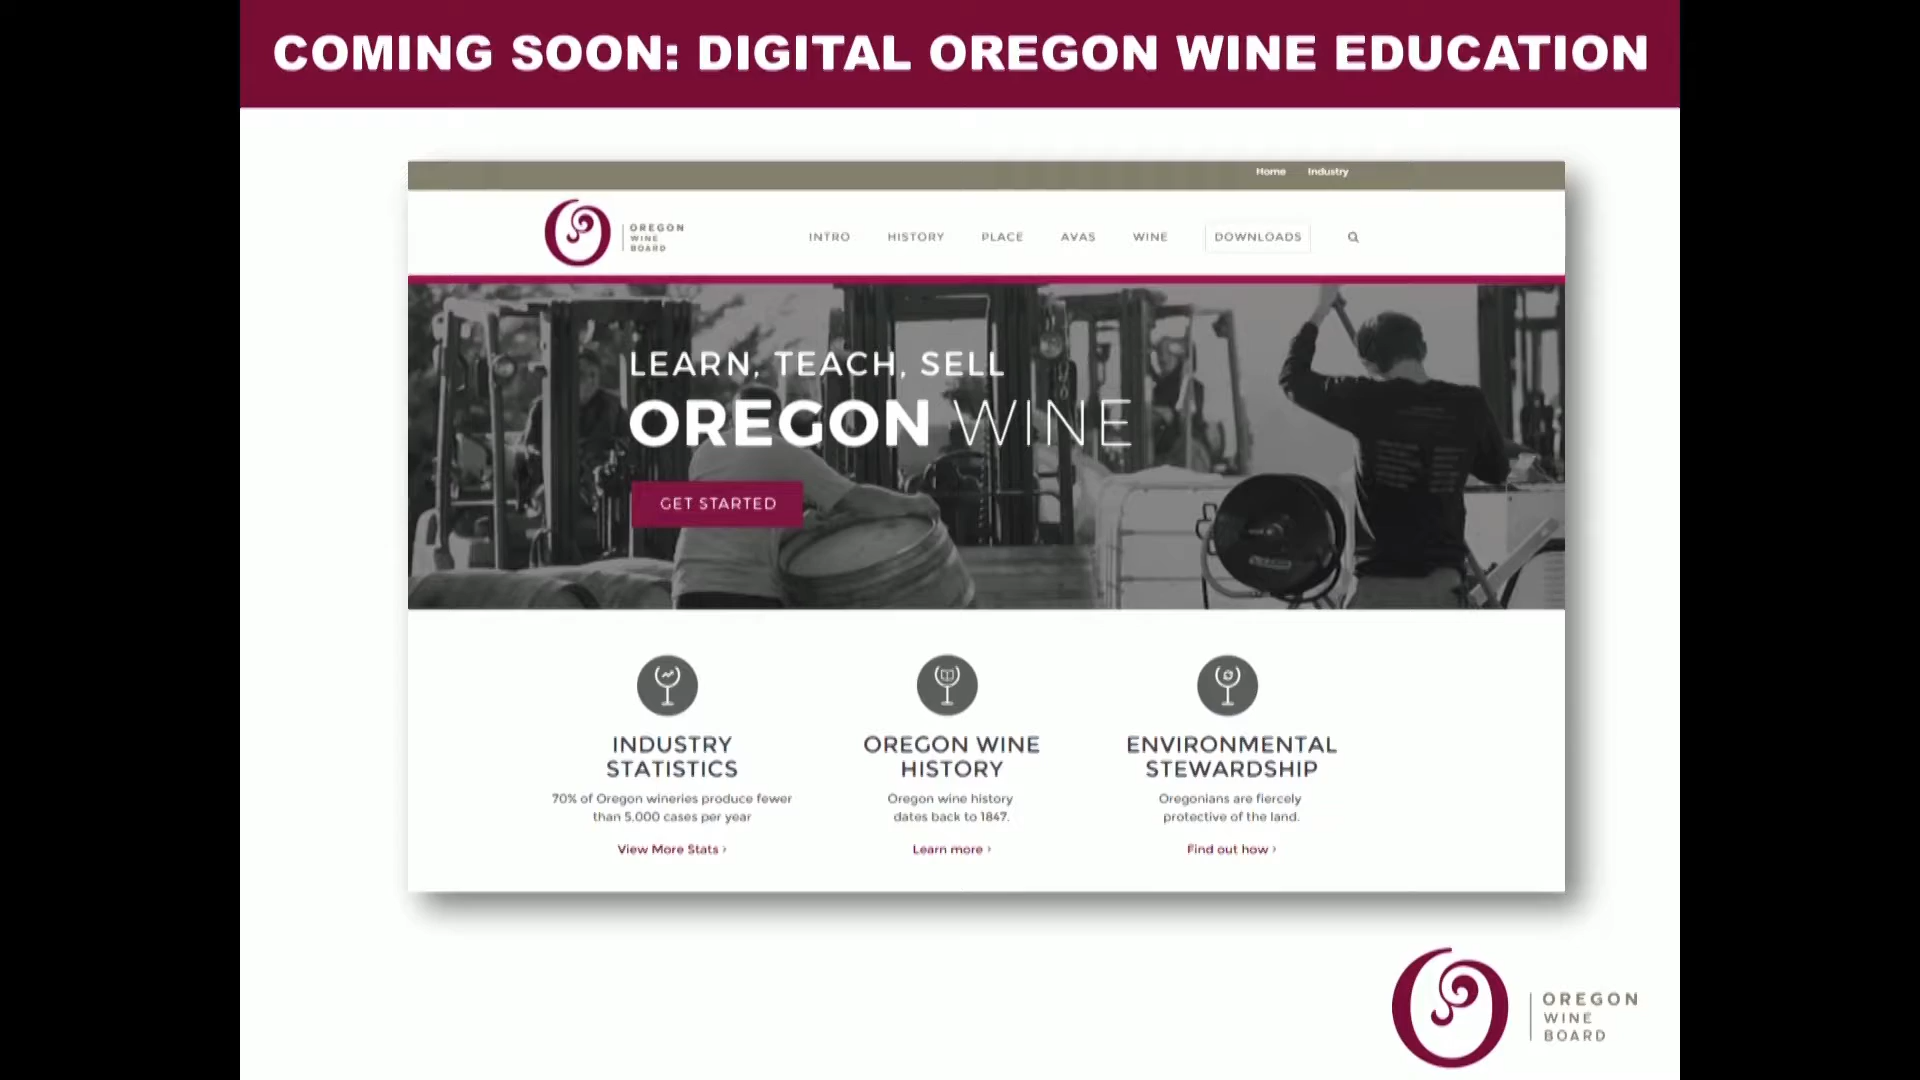 COMING SOON: DIGITAL OREGON WINE EDUCATION
Home Industry
OREGON
WINE
BOARD
INTRO HISTORY PLACE AVAS WINE DOWNLOADS
LEARN, TEACH, SELL
OREGON WINE
GET STARTED
INDUSTRY
STATISTICS
70% of Oregon wineries produce fewer
than 5,000 cases per year
View More Stats ›
OREGON WINE
HISTORY
Oregon wine history
dates back to 1847.
Learn more ›
ENVIRONMENTAL
STEWARDSHIP
Oregonians are fiercely
protective of the land.
Find out how ›
OREGON
WINE
BOARD